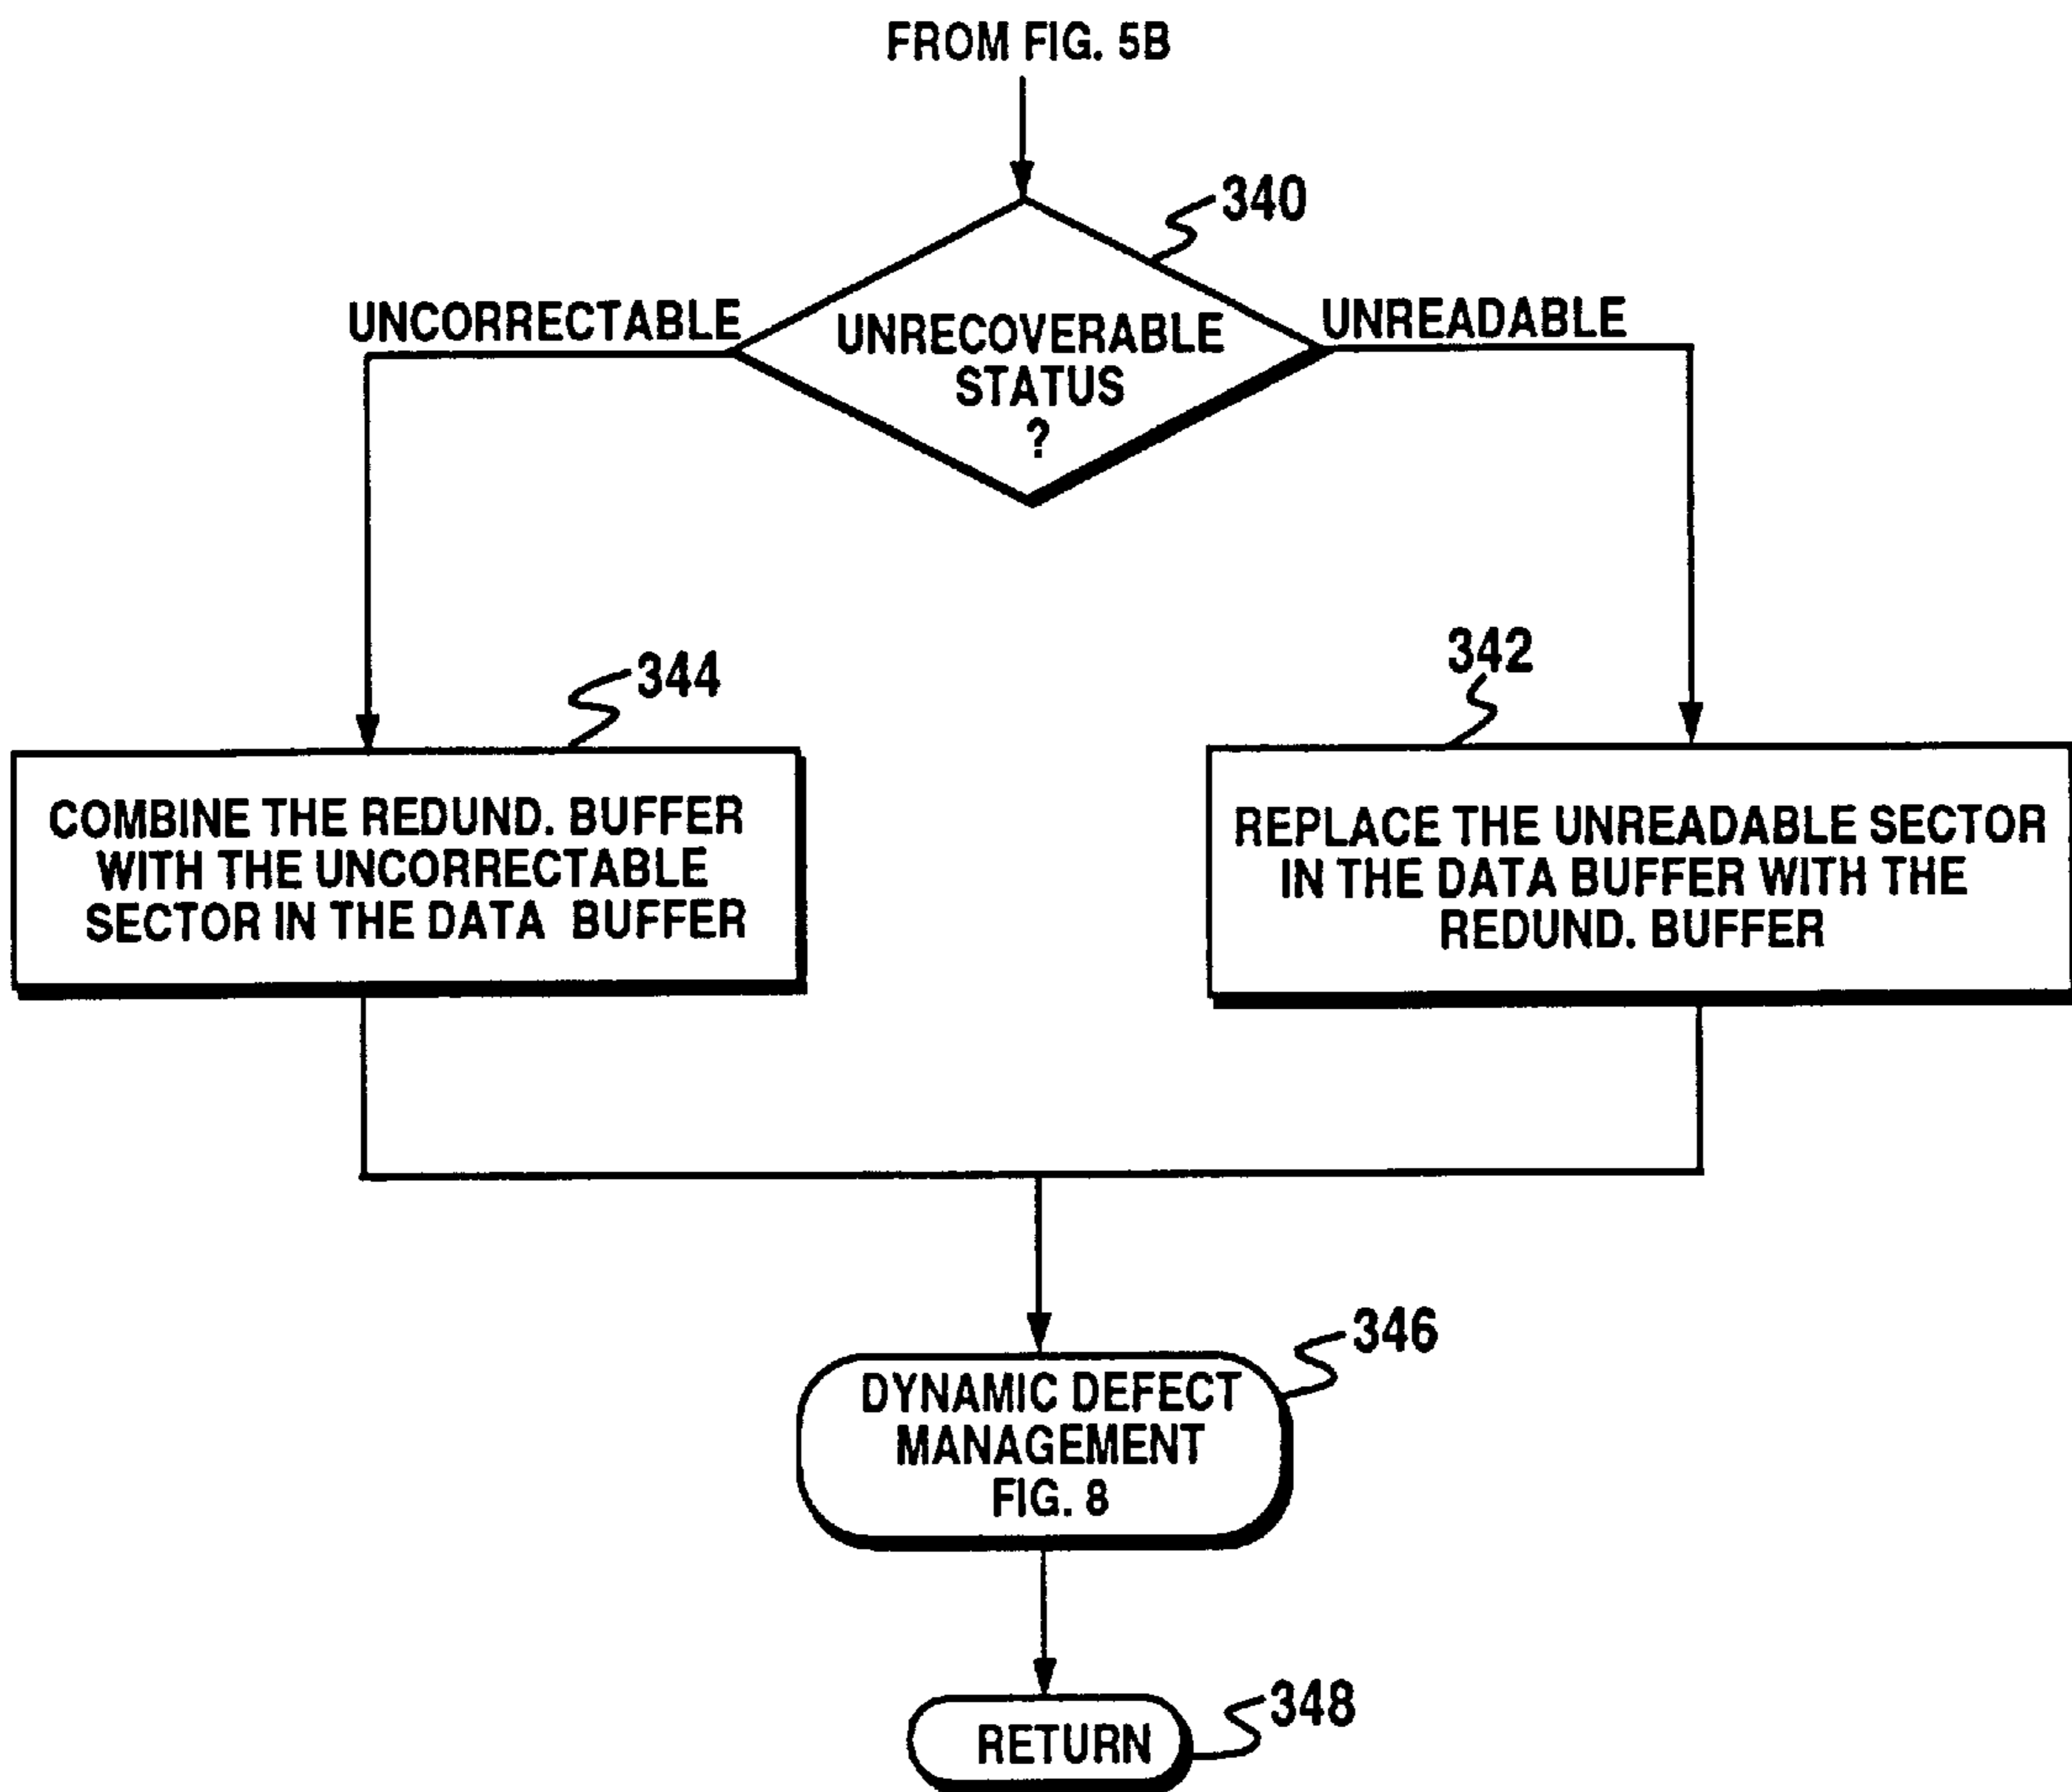 FROM FIG. 5B
340
UNCORRECTABLE
UNREADABLE
UNRECOVERABLE
STATUS
?
344
342
COMBINE THE REDUND. BUFFER
WITH THE UNCORRECTABLE
SECTOR IN THE DATA BUFFER
REPLACE THE UNREADABLE SECTOR
IN THE DATA BUFFER WITH THE
REDUND. BUFFER
346
DYNAMIC DEFECT
MANAGEMENT
FIG. 8
348
RETURN